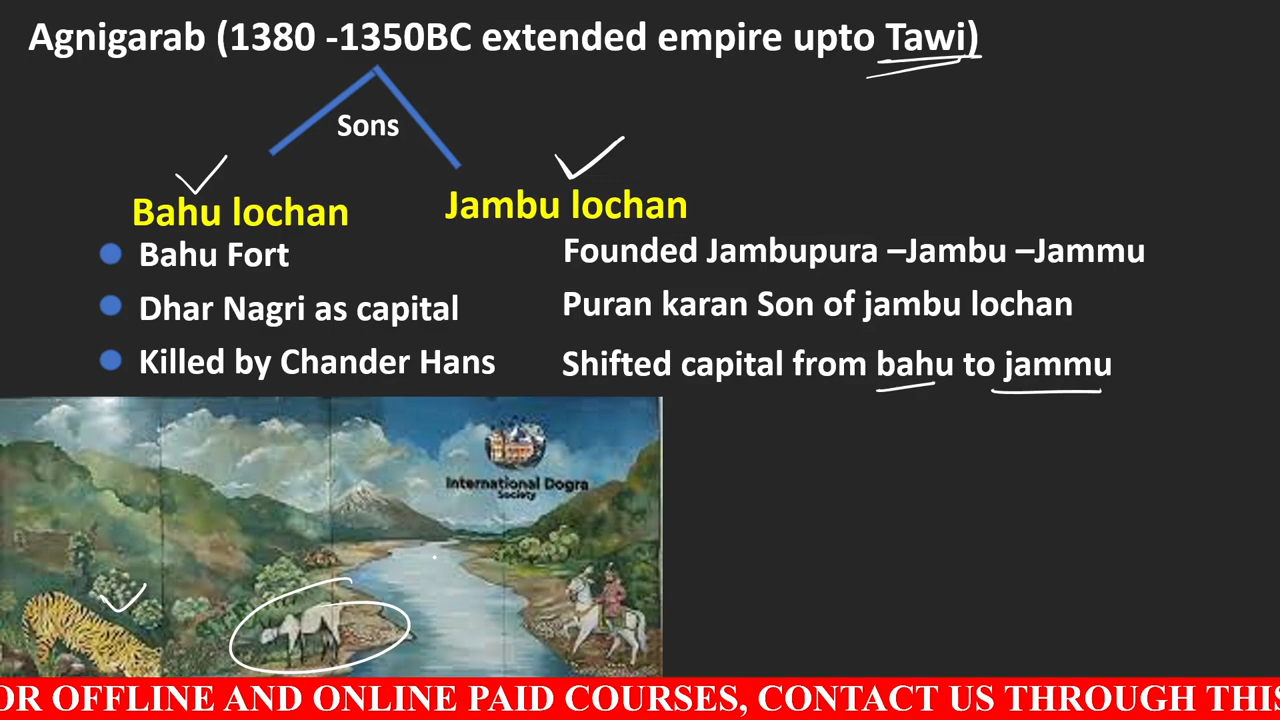 Agnigarab (1380 -1350BC extended empire upto Tawi)
Sons
Bahu lochan
Bahu Fort
Dhar Nagri as capital
Killed by Chander Hans
Jambu lochan
Founded Jambupura –Jambu –Jammu
Puran karan Son of jambu lochan
Shifted capital from bahu to jammu
International Dogra
Society
OR OFFLINE AND ONLINE PAID COURSES, CONTACT US THROUGH THIS